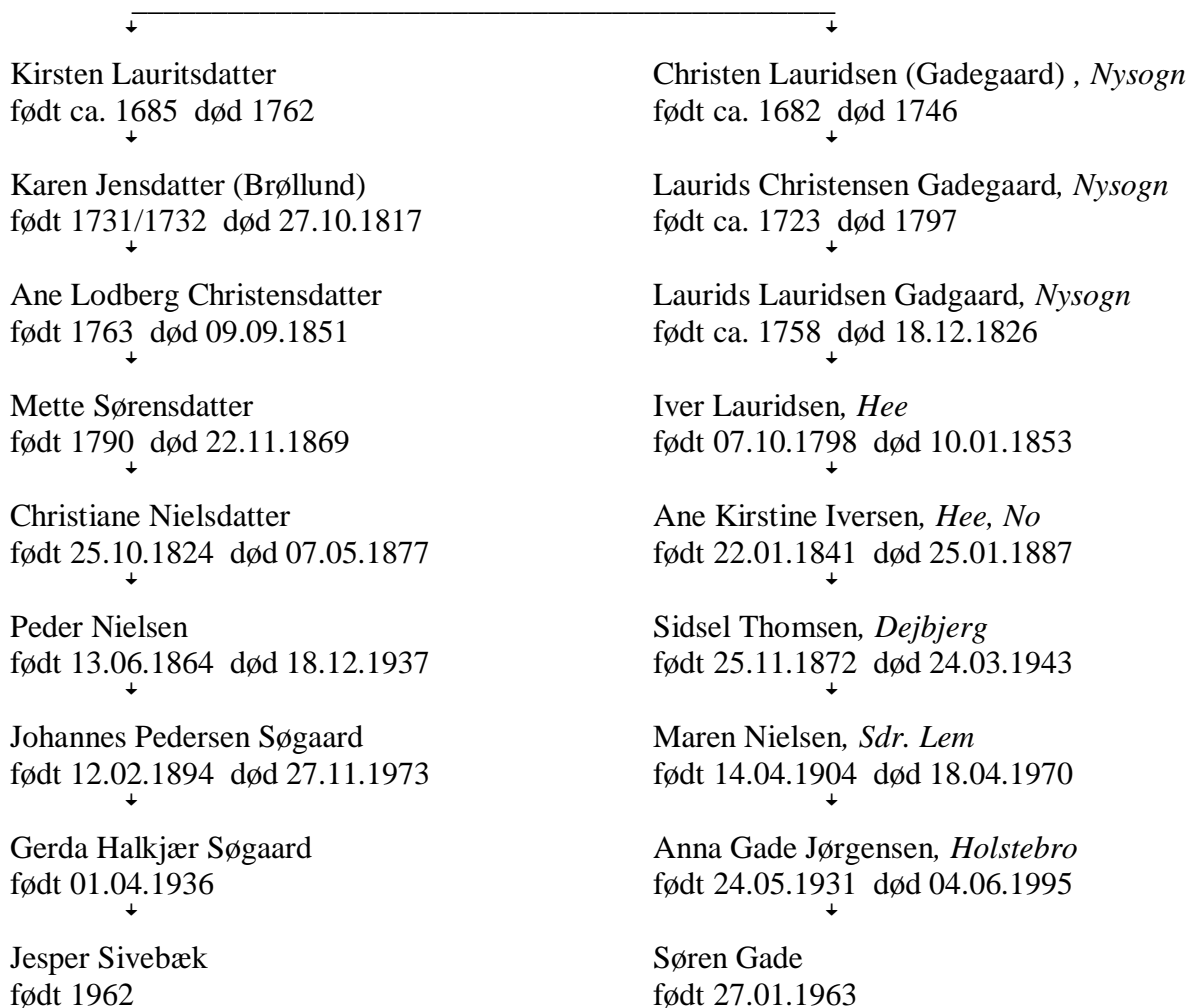 Kirsten Lauritsdatter
født ca. 1685  død 1762
Karen Jensdatter (Brøllund)
født 1731/1732  død 27.10.1817
Ane Lodberg Christensdatter
født 1763  død 09.09.1851
Mette Sørensdatter
født 1790  død 22.11.1869
Christiane Nielsdatter
født 25.10.1824  død 07.05.1877
Peder Nielsen
født 13.06.1864  død 18.12.1937
Johannes Pedersen Søgaard
født 12.02.1894  død 27.11.1973
Gerda Halkjær Søgaard
født 01.04.1936
Jesper Sivebæk
født 1962
Christen Lauridsen (Gadegaard) , Nysogn
født ca. 1682  død 1746
Laurids Christensen Gadegaard, Nysogn
født ca. 1723  død 1797
Laurids Lauridsen Gadgaard, Nysogn
født ca. 1758  død 18.12.1826
Iver Lauridsen, Hee
født 07.10.1798  død 10.01.1853
Ane Kirstine Iversen, Hee, No
født 22.01.1841  død 25.01.1887
Sidsel Thomsen, Dejbjerg
født 25.11.1872  død 24.03.1943
Maren Nielsen, Sdr. Lem
født 14.04.1904  død 18.04.1970
Anna Gade Jørgensen, Holstebro
født 24.05.1931  død 04.06.1995
Søren Gade
født 27.01.1963